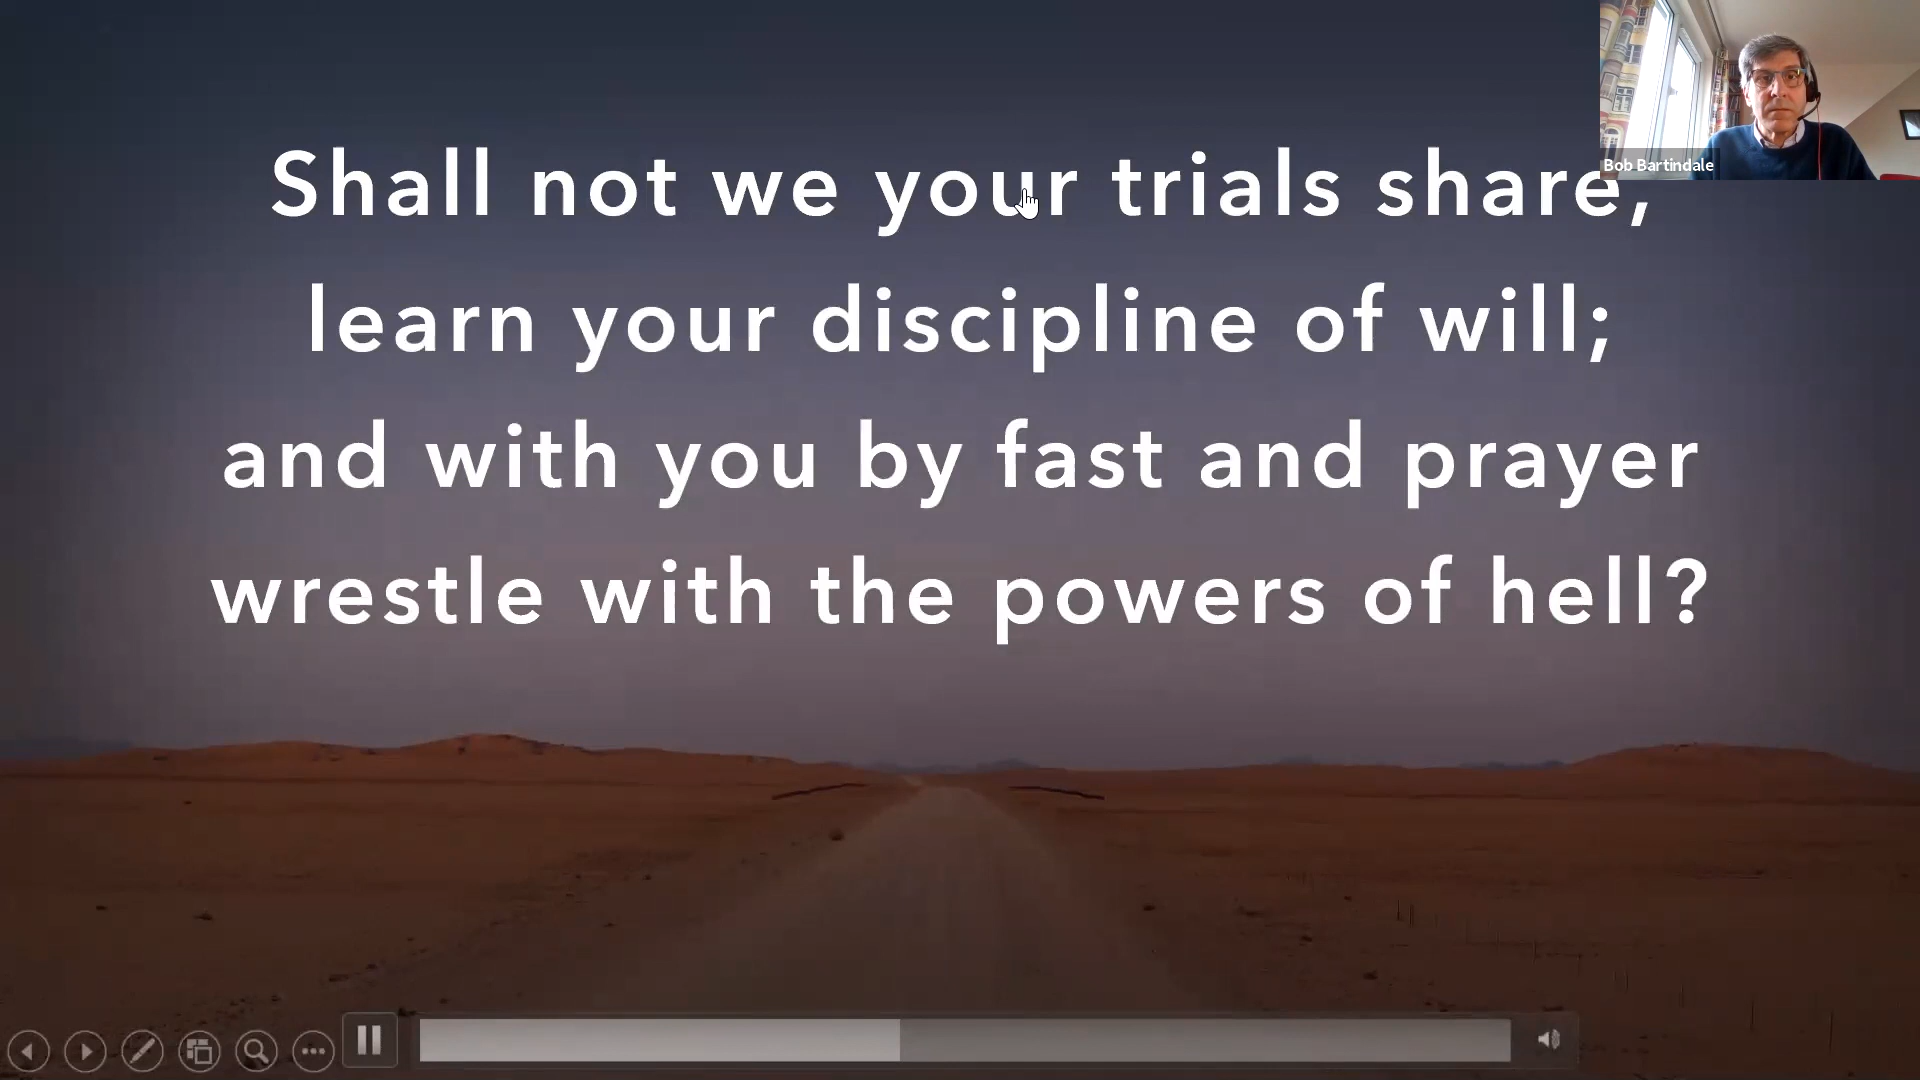 Bob Bartindale
Shall not we your trials share,
learn your discipline of will;
and with you by fast and prayer
wrestle with the powers of hell?